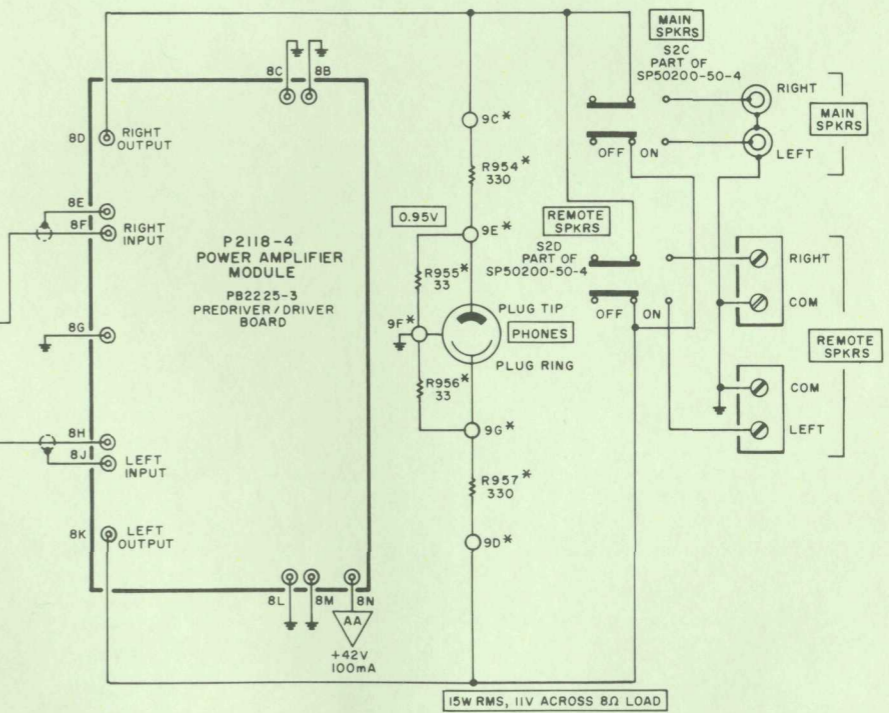 MAIN
SPKRS
S2C
PART OF
SP50200-50-4
RIGHT
MAIN
SPKRS
LEFT
OFF ON
8C 8B
8D
RIGHT
OUTPUT
9C*
R954*
330
8E
8F
RIGHT
INPUT
P2118-4
POWER AMPLIFIER
MODULE
PB2225-3
PREDRIVER/DRIVER
BOARD
0.95V
9E*
REMOTE
SPKRS
S2D
PART OF
SP50200-50-4
RIGHT
COM
OFF ON
R955*
33
PLUG TIP
PHONES
PLUG RING
9F*
8G
REMOTE
SPKRS
R956*
33
COM
LEFT
9G*
8H
8J
LEFT
INPUT
R957*
330
8K
LEFT
OUTPUT
9D*
8L 8M 8N
AA
+42V
100mA
15W RMS, 11V ACROSS 8Ω LOAD